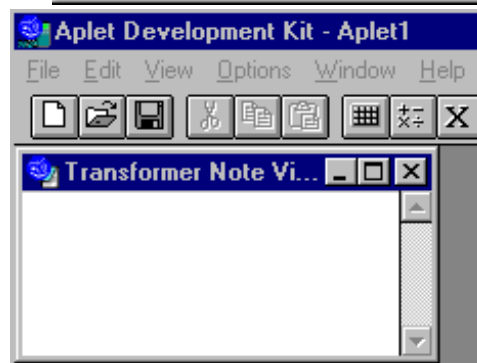 Aplet Development Kit - Aplet1
File Edit View Options Window Help
X
Transformer Note Vi...